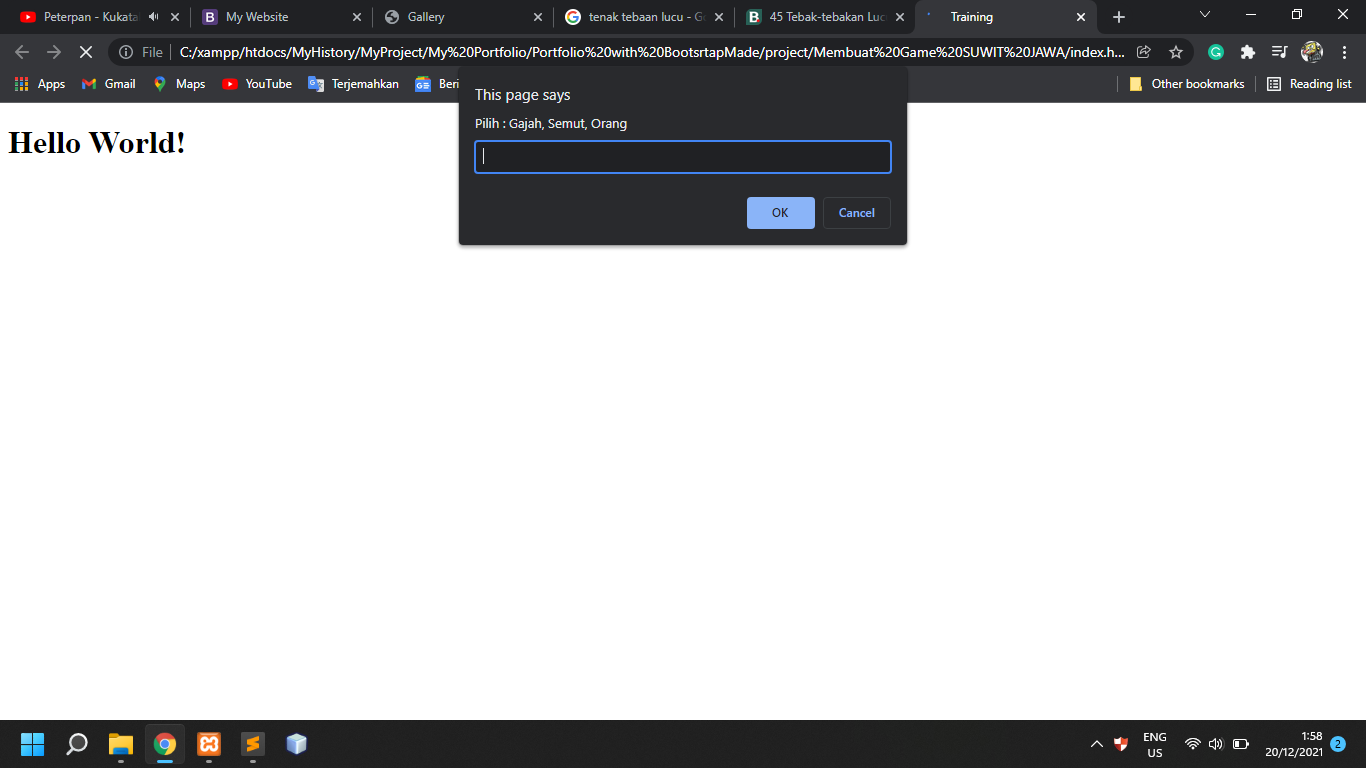 Peterpan - Kukata
My Website
Gallery
tenak tebaan lucu - Go
45 Tebak-tebakan Luc
Training
File
C:/xampp/htdocs/MyHistory/MyProject/My%20Portfolio/Portfolio%20with%20BootsrtapMade/project/Membuat%20Game%20SUWIT%20JAWA/index.h...
Apps
Gmail
Maps
YouTube
Terjemahkan
Beri
Other bookmarks
Reading list
This page says
Pilih : Gajah, Semut, Orang
OK
Cancel
Hello World!
ENG
US
1:58
20/12/2021
2